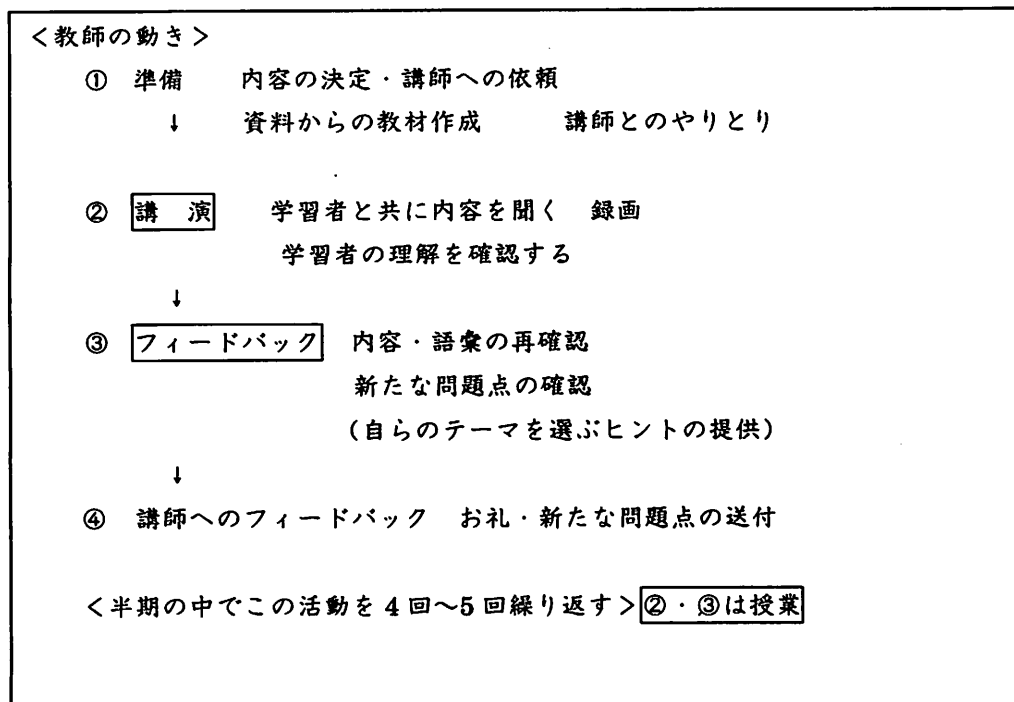 ＜教師の動き＞
① 準備　　内容の決定・講師への依頼
↓　　資料からの教材作成　　講師とのやりとり
② 講　演　　学習者と共に内容を聞く　録画
学習者の理解を確認する
↓
③ フィードバック　内容・語彙の再確認
新たな問題点の確認
（自らのテーマを選ぶヒントの提供）
↓
④ 講師へのフィードバック　お礼・新たな問題点の送付
＜半期の中でこの活動を４回～５回繰り返す＞②・③は授業